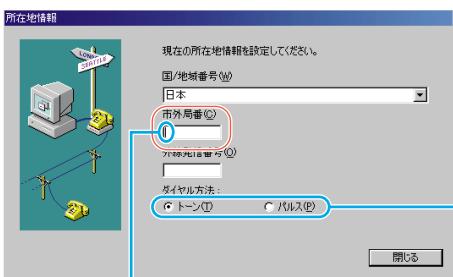 所在地情報
LONDON
SEATTLE
現在の所在地情報を設定してください。
国/地域番号(W)
日本
市外局番(C)
外線発信番号(O)
ダイヤル方法:
トーン(T) パルス(P)
閉じる